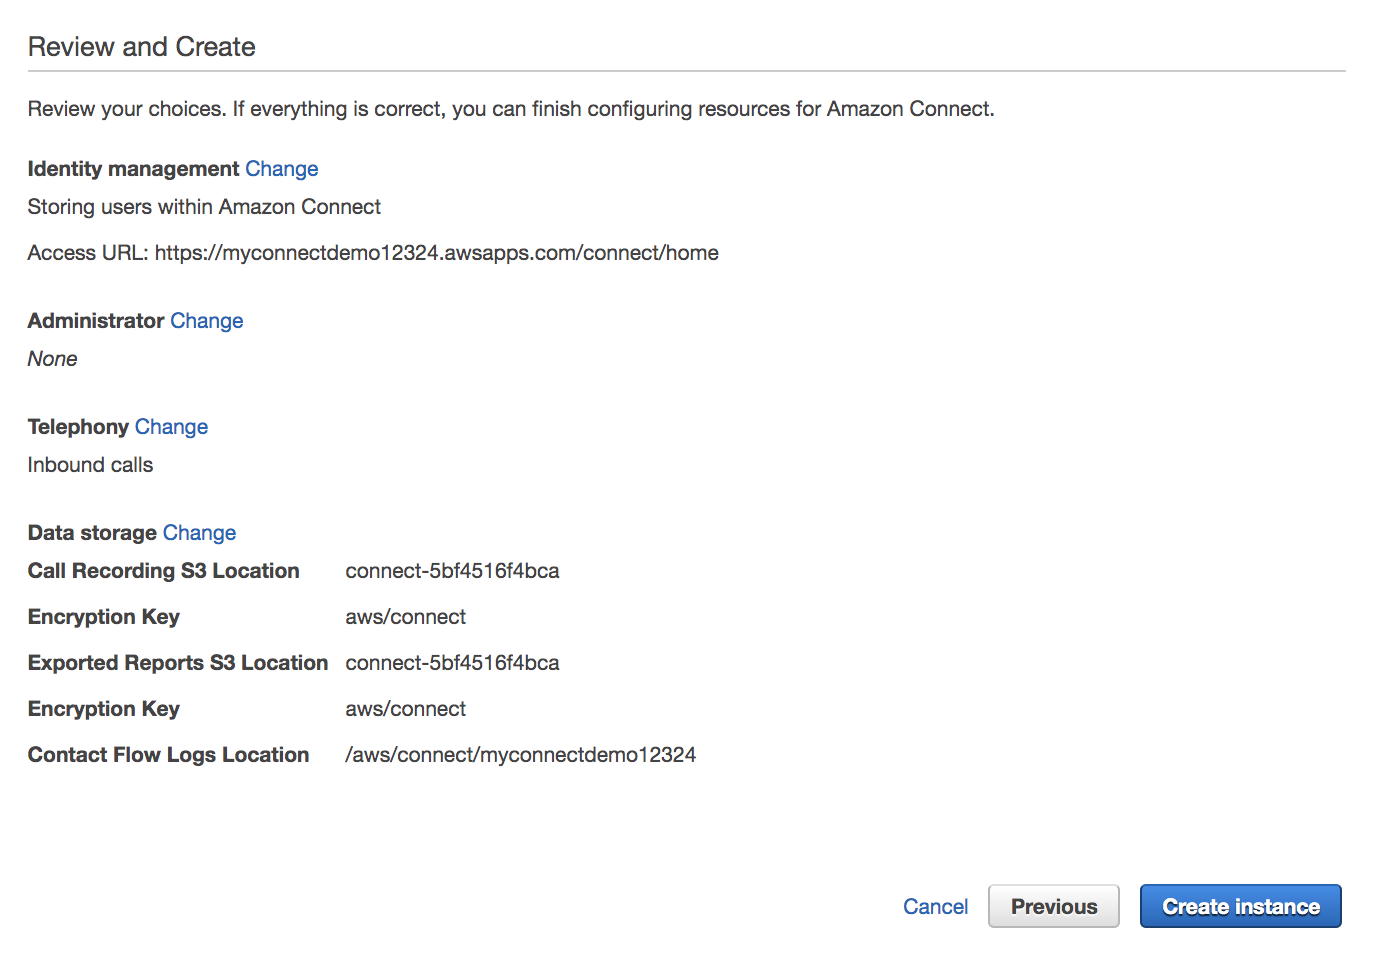 Review and Create
Review your choices. If everything is correct, you can finish configuring resources for Amazon Connect.
Identity management Change
Storing users within Amazon Connect
Access URL: https://myconnectdemo12324.awsapps.com/connect/home
Administrator Change
None
Telephony Change
Inbound calls
Data storage Change
Call Recording S3 Location connect-5bf4516f4bca
Encryption Key aws/connect
Exported Reports S3 Location connect-5bf4516f4bca
Encryption Key aws/connect
Contact Flow Logs Location /aws/connect/myconnectdemo12324
Cancel Previous Create instance